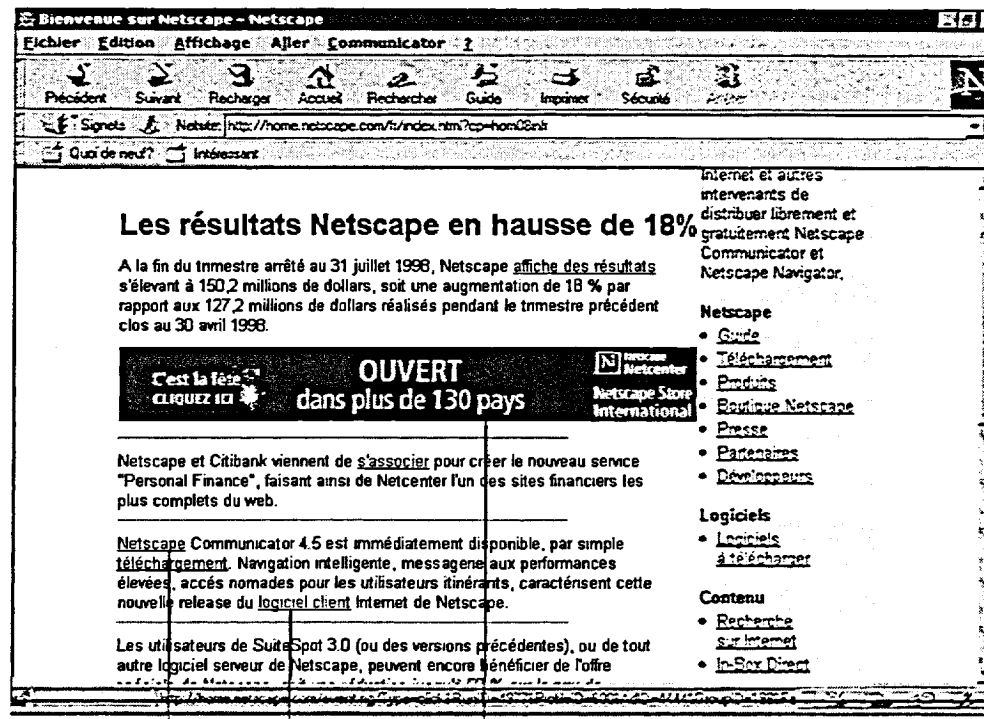 Bienvenue sur Netscape - Netscape
Fichier Edition Affichage Aller Communicator ?
Précédent Suivant Recharger Accueil Rechercher Guide Imprimer Sécurité
Signets Netsite: http://home.netscape.com/fr/index.html?cp=hom08nfr
Quoi de neuf? Intéressant
Les résultats Netscape en hausse de 18%
A la fin du trimestre arrêté au 31 juillet 1998, Netscape affiche des résultats
s'élevant à 150,2 millions de dollars, soit une augmentation de 18 % par
rapport aux 127,2 millions de dollars réalisés pendant le trimestre précédent
clos au 30 avril 1998.
C'est la fête
CLIQUEZ ICI
OUVERT
dans plus de 130 pays
N Netscape
Netcenter
Netscape Store
International
Netscape et Citibank viennent de s'associer pour créer le nouveau service
"Personal Finance", faisant ainsi de Netcenter l'un des sites financiers les
plus complets du web.
Netscape Communicator 4.5 est immédiatement disponible, par simple
téléchargement. Navigation intelligente, messagerie aux performances
élevées, accés nomades pour les utilisateurs itinérants, caractérisent cette
nouvelle release du logiciel client Internet de Netscape.
Les utilisateurs de SuiteSpot 3.0 (ou des versions précédentes), ou de tout
autre logiciel serveur de Netscape, peuvent encore bénéficier de l'offre
Internet et autres
intervenants de
distribuer librement et
gratuitement Netscape
Communicator et
Netscape Navigator.
Netscape
• Guide
• Téléchargement
• Produits
• Boutique Netscape
• Presse
• Partenaires
• Développeurs
Logiciels
• Logiciels
à télécharger
Contenu
• Recherche
sur Internet
• In-Box Direct